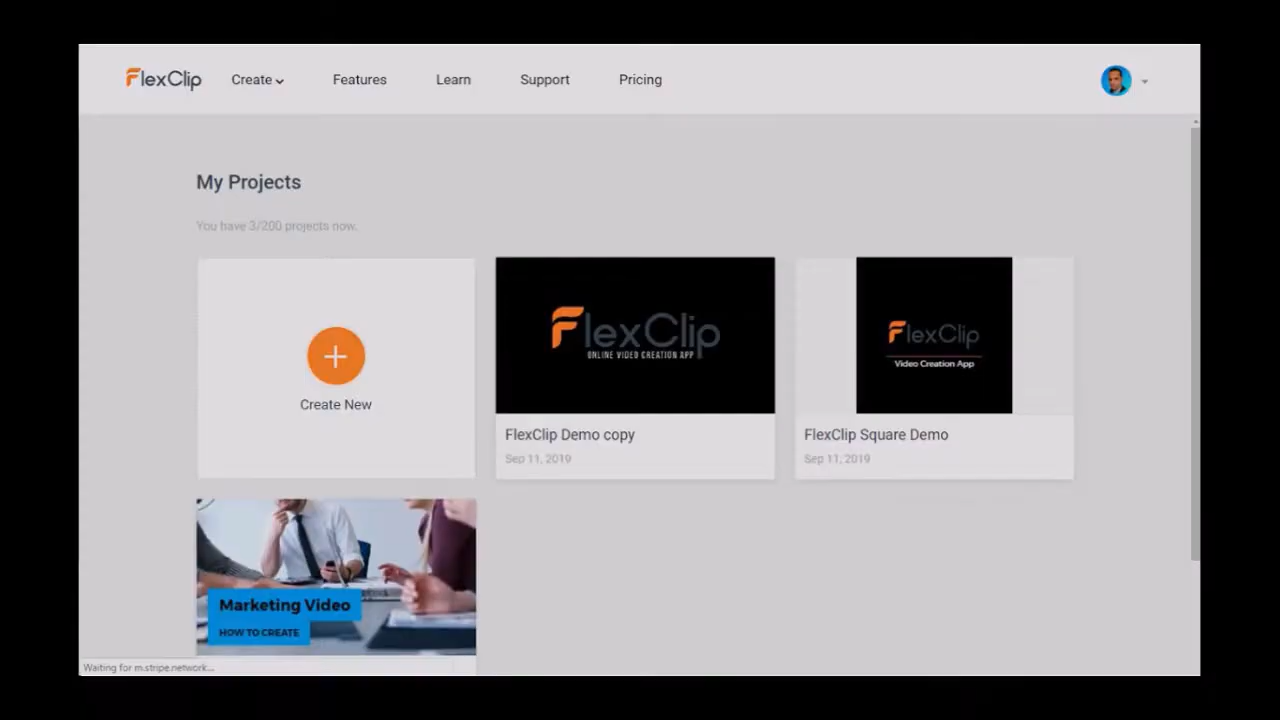 FlexClip
Create
Features
Learn
Support
Pricing
My Projects
You have 3/200 projects now.
Create New
FlexClip
ONLINE VIDEO CREATION APP
FlexClip Demo copy
Sep 11, 2019
FlexClip
Video Creation App
FlexClip Square Demo
Sep 11, 2019
Marketing Video
HOW TO CREATE
Waiting for m.stripe.network...